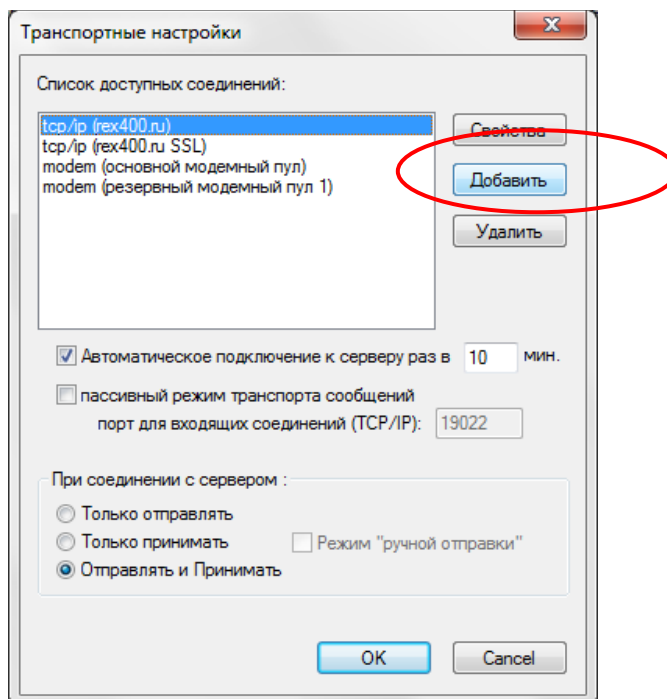 Транспортные настройки
Список доступных соединений:
tcp/ip (rex400.ru)
tcp/ip (rex400.ru SSL)
modem (основной модемный пул)
modem (резервный модемный пул 1)
Свойства
Добавить
Удалить
Автоматическое подключение к серверу раз в 10 мин.
пассивный режим транспорта сообщений
порт для входящих соединений (TCP/IP): 19022
При соединении с сервером :
Только отправлять
Только принимать Режим "ручной отправки"
Отправлять и Принимать
OK Cancel